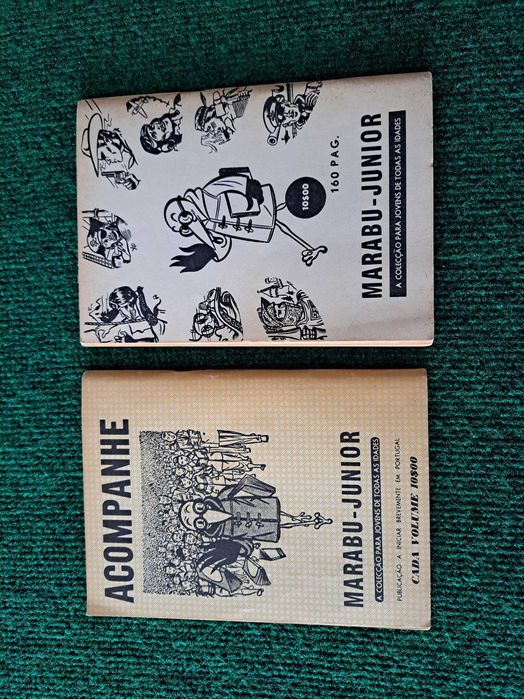 10$00
160 PAG.
MARABU-JUNIOR
A COLECÇÃO PARA JOVENS DE TODAS AS IDADES
ACOMPANHE
MARABU-JUNIOR
A COLECÇÃO PARA JOVENS DE TODAS AS IDADES
PUBLICAÇÃO A INICIAR BREVEMENTE EM PORTUGAL
CADA VOLUME 10$00